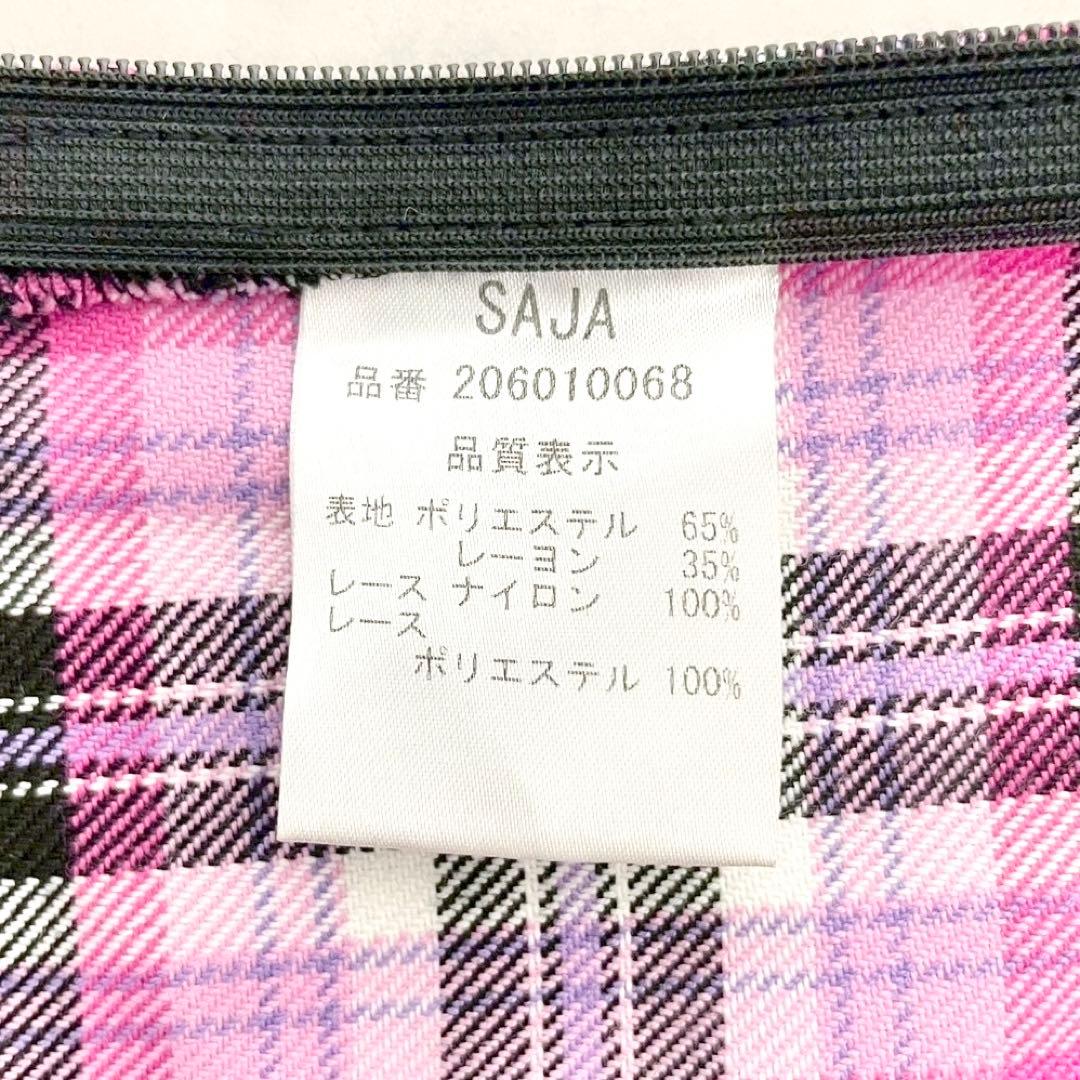 SAJA
品番 206010068
品質表示
表地 ポリエステル 65%
レーヨン 35%
レース ナイロン 100%
レース
ポリエステル 100%